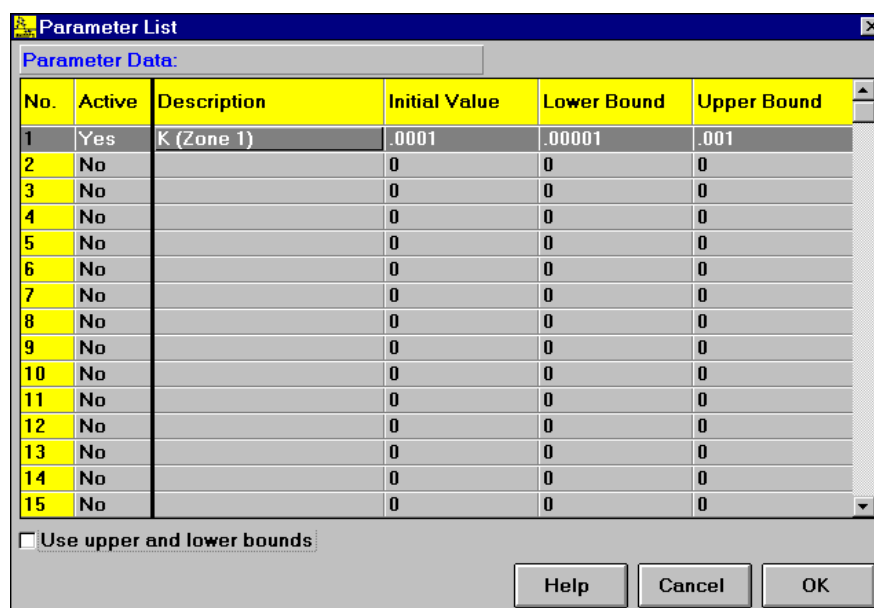 Parameter List
Parameter Data:
No. Active Description Initial Value Lower Bound Upper Bound
1 Yes K (Zone 1) .0001 .00001 .001
2 No 0 0 0
3 No 0 0 0
4 No 0 0 0
5 No 0 0 0
6 No 0 0 0
7 No 0 0 0
8 No 0 0 0
9 No 0 0 0
10 No 0 0 0
11 No 0 0 0
12 No 0 0 0
13 No 0 0 0
14 No 0 0 0
15 No 0 0 0
Use upper and lower bounds
Help Cancel OK